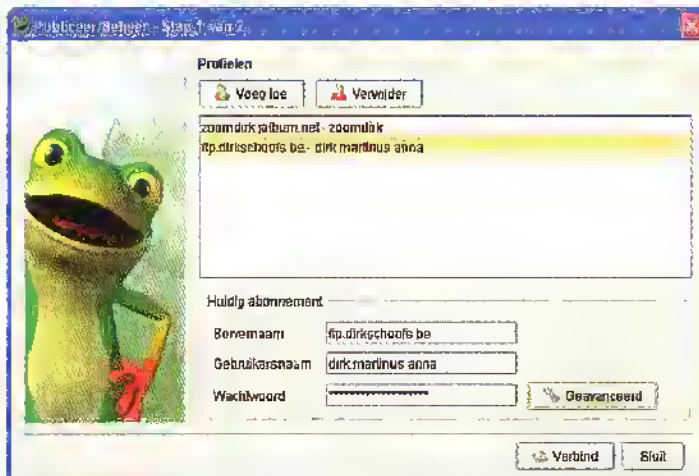 Publiceer/Beheer - Stap 1 van 2
Profielen
Voeg toe
Verwijder
zoomdirk.jalbum.net - zoomdirk
ftp.dirkschoofs.be - dirk.martinus.anna
Huidig abonnement
Servernaam
ftp.dirkschoofs.be
Gebruikersnaam
dirk.martinus.anna
Wachtwoord
Geavanceerd
Verbind
Sluit